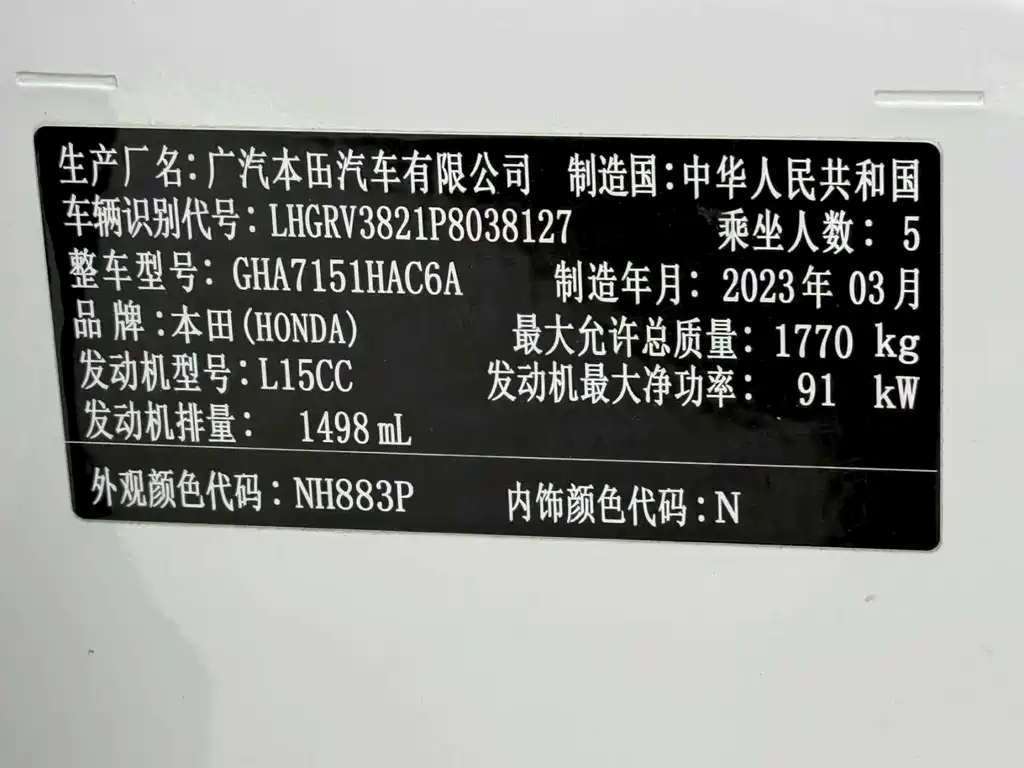 生产厂名:广汽本田汽车有限公司 制造国:中华人民共和国
车辆识别代号: LHGRV3821P8038127 乘坐人数: 5
整车型号: GHA7151HAC6A 制造年月: 2023年 03月
品 牌:本田(HONDA) 最大允许总质量: 1770 kg
发动机型号:L15CC 发动机最大净功率: 91 kW
发动机排量: 1498 mL
外观颜色代码:NH883P 内饰颜色代码:N